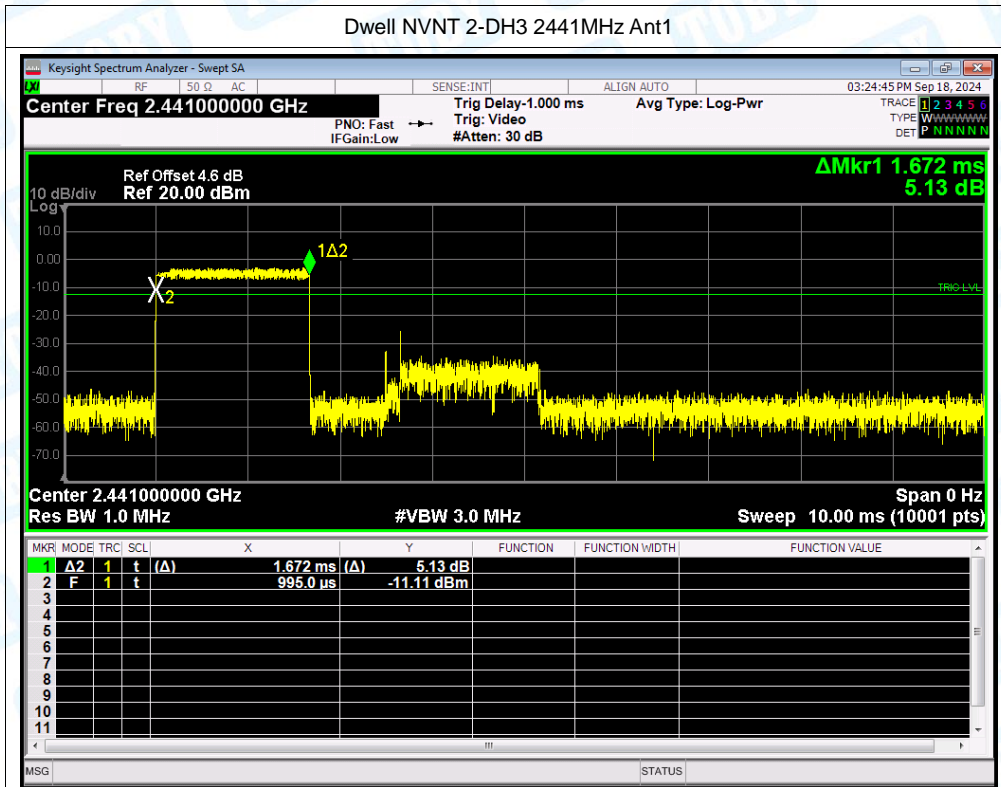 Dwell NVNT 2-DH3 2441MHz Ant1
Keysight Spectrum Analyzer - Swept SA
LXI RF 50 Ω AC SENSE:INT ALIGN AUTO 03:24:45 PM Sep 18, 2024
Center Freq 2.441000000 GHz Trig Delay-1.000 ms Avg Type: Log-Pwr TRACE 1 2 3 4 5 6
PNO: Fast Trig: Video TYPE WWWWWW
IFGain:Low #Atten: 30 dB DET P N N N N N
ΔMkr1 1.672 ms
Ref Offset 4.6 dB
10 dB/div Ref 20.00 dBm 5.13 dB
Log
10.0
1Δ2
0.00
-10.0
2
TRIG LVL
-20.0
-30.0
-40.0
-50.0
-60.0
-70.0
Center 2.441000000 GHz Span 0 Hz
Res BW 1.0 MHz #VBW 3.0 MHz Sweep 10.00 ms (10001 pts)
MKR MODE TRC SCL X Y FUNCTION FUNCTION WIDTH FUNCTION VALUE
1 Δ2 1 t (Δ) 1.672 ms (Δ) 5.13 dB
2 F 1 t 995.0 µs -11.11 dBm
3
4
5
6
7
8
9
10
11
MSG STATUS